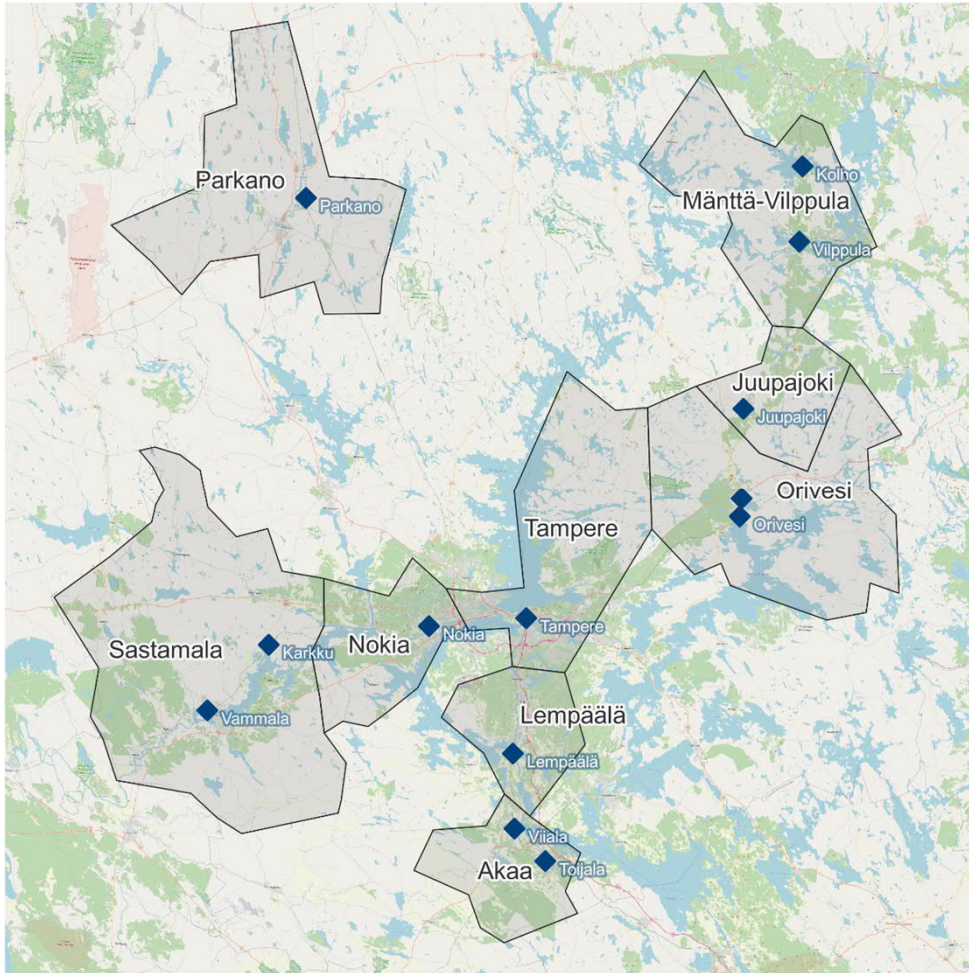 Parkano
Parkano
Kolho
Mänttä-Vilppula
Vilppula
Juupajoki
Juupajoki
Orivesi
Orivesi
Tampere
Tampere
Nokia
Nokia
Karkku
Sastamala
Vammala
Lempäälä
Lempäälä
Viiala
Toijala
Akaa